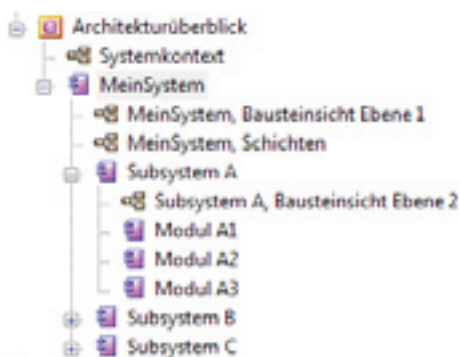 Architekturüberblick
Systemkontext
MeinSystem
MeinSystem, Bausteinsicht Ebene 1
MeinSystem, Schichten
Subsystem A
Subsystem A, Bausteinsicht Ebene 2
Modul A1
Modul A2
Modul A3
Subsystem B
Subsystem C